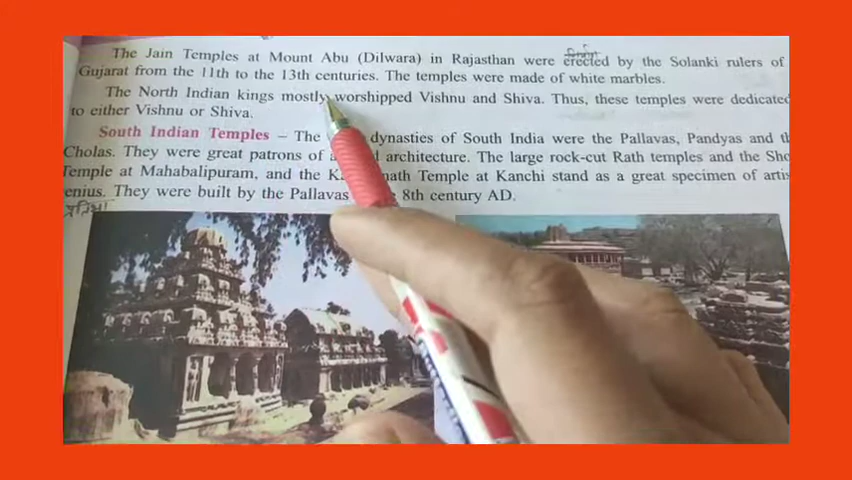 The Jain Temples at Mount Abu (Dilwara) in Rajasthan were erected by the Solanki rulers of
Gujarat from the 11th to the 13th centuries. The temples were made of white marbles.
The North Indian kings mostly worshipped Vishnu and Shiva. Thus, these temples were dedicated
to either Vishnu or Shiva.
South Indian Temples – The dynasties of South India were the Pallavas, Pandyas and
Cholas. They were great patrons of architecture. The large rock-cut Rath temples and the
Temple at Mahabalipuram, and the Temple at Kanchi stand as a great specimen of
They were built by the Pallavas 8th century AD.